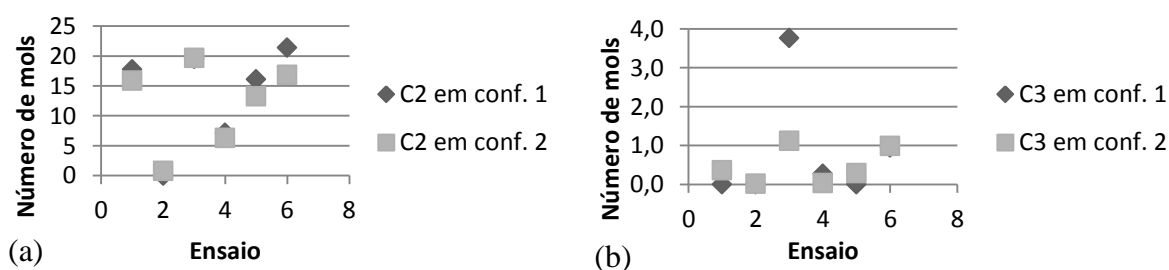 Número de mols
25
20
15
10
5
0
0 2 4 6 8
Ensaio
C2 em conf. 1
C2 em conf. 2
(a)
Número de mols
4,0
3,0
2,0
1,0
0,0
0 2 4 6 8
Ensaio
C3 em conf. 1
C3 em conf. 2
(b)